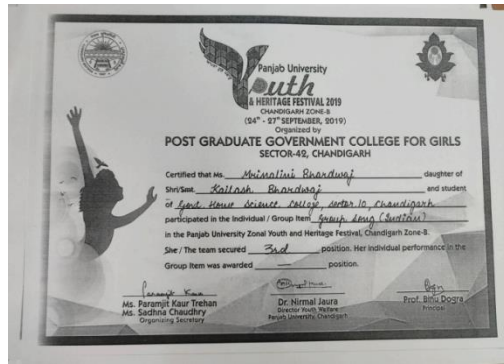 Panjab University
Youth
& HERITAGE FESTIVAL 2019
CHANDIGARH ZONE-B
(24th - 27th SEPTEMBER, 2019)
Organized by
POST GRADUATE GOVERNMENT COLLEGE FOR GIRLS
SECTOR-42, CHANDIGARH
Certified that Ms. Mrinalini Bhardwaj daughter of
Shri/Smt. Kailash Bhardwaj and student
of Govt. Home Science College, Sector 10, Chandigarh
participated in the Individual / Group Item Group Song (Indian)
in the Panjab University Zonal Youth and Heritage Festival, Chandigarh Zone-B.
She / The team secured 3rd position. Her individual performance in the
Group Item was awarded — position.
Paramjit Kaur
Ms. Paramjit Kaur Trehan
Ms. Sadhna Chaudhry
Organizing Secretary
Dr. Nirmal Jaura
Director Youth Welfare
Panjab University, Chandigarh
Prof. Binu Dogra
Principal